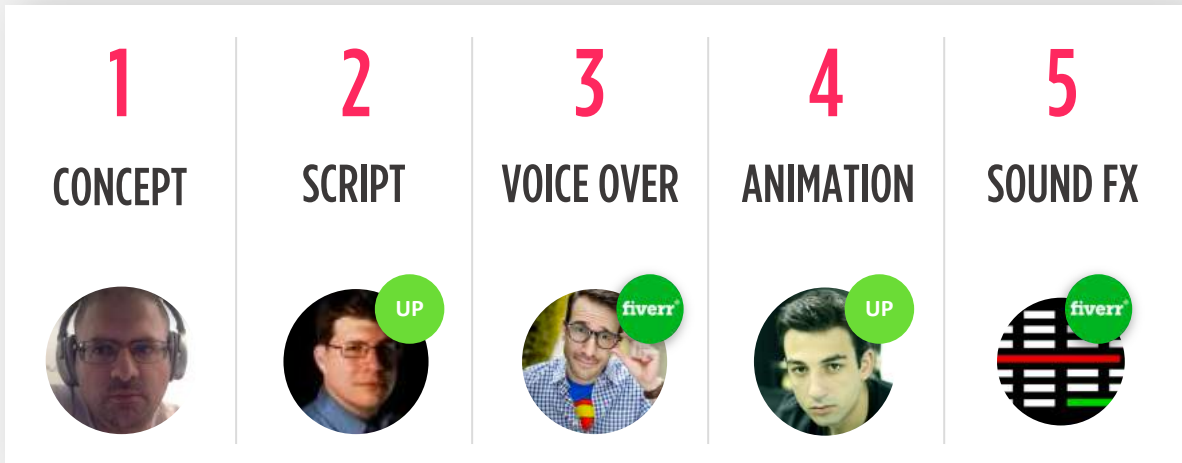 1
CONCEPT
2
SCRIPT
UP
3
VOICE OVER
fiverr®
4
ANIMATION
UP
5
SOUND FX
fiverr®